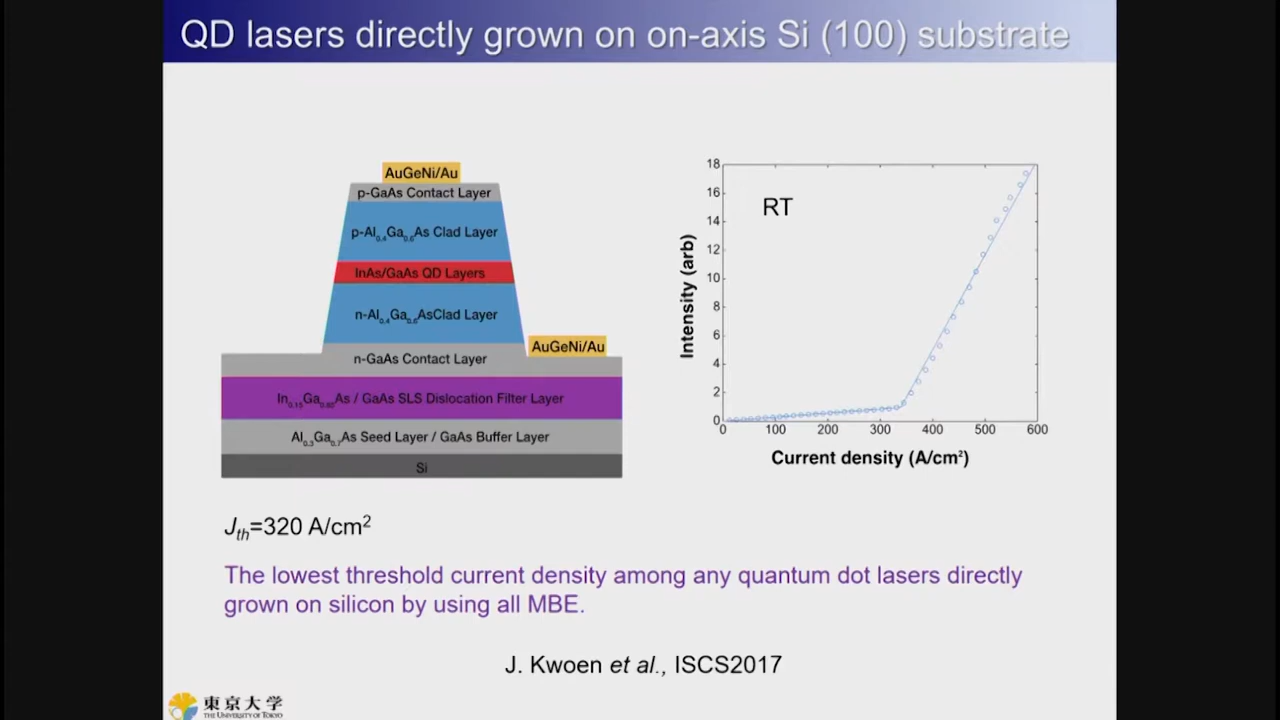 QD lasers directly grown on on-axis Si (100) substrate
AuGeNi/Au
p-GaAs Contact Layer
p-Al0.4Ga0.6As Clad Layer
InAs/GaAs QD Layers
n-Al0.4Ga0.6AsClad Layer
AuGeNi/Au
n-GaAs Contact Layer
In0.15Ga0.85As / GaAs SLS Dislocation Filter Layer
Al0.3Ga0.7As Seed Layer / GaAs Buffer Layer
Si
RT
Intensity (arb)
18
16
14
12
10
8
6
4
2
0
0 100 200 300 400 500 600
Current density (A/cm²)
Jth=320 A/cm²
The lowest threshold current density among any quantum dot lasers directly
grown on silicon by using all MBE.
J. Kwoen et al., ISCS2017
東京大学
THE UNIVERSITY OF TOKYO